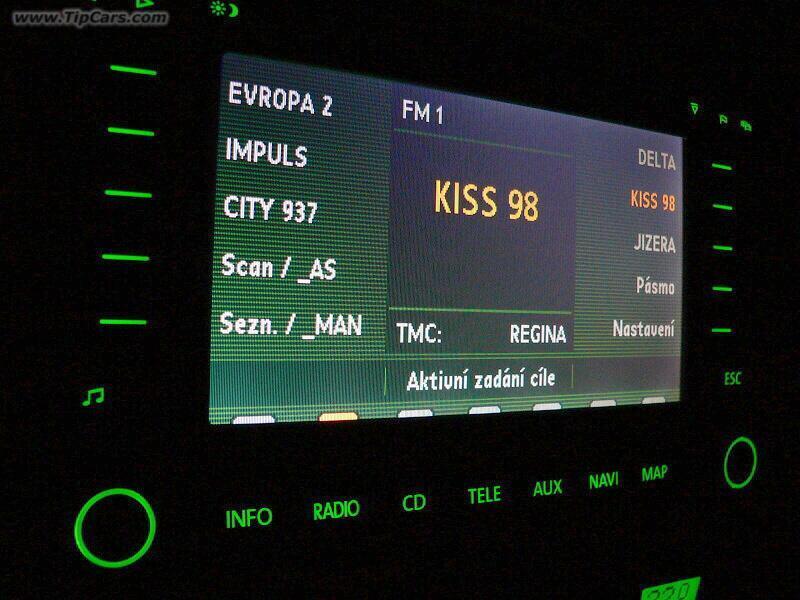 www.TipCars.com
EVROPA 2
FM 1
DELTA
IMPULS
KISS 98
KISS 98
CITY 937
JIZERA
Scan / _AS
Pásmo
Sezn. / _MAN
TMC: REGINA
Nastavení
Aktivní zadání cíle
ESC
INFO RADIO CD TELE AUX NAVI MAP